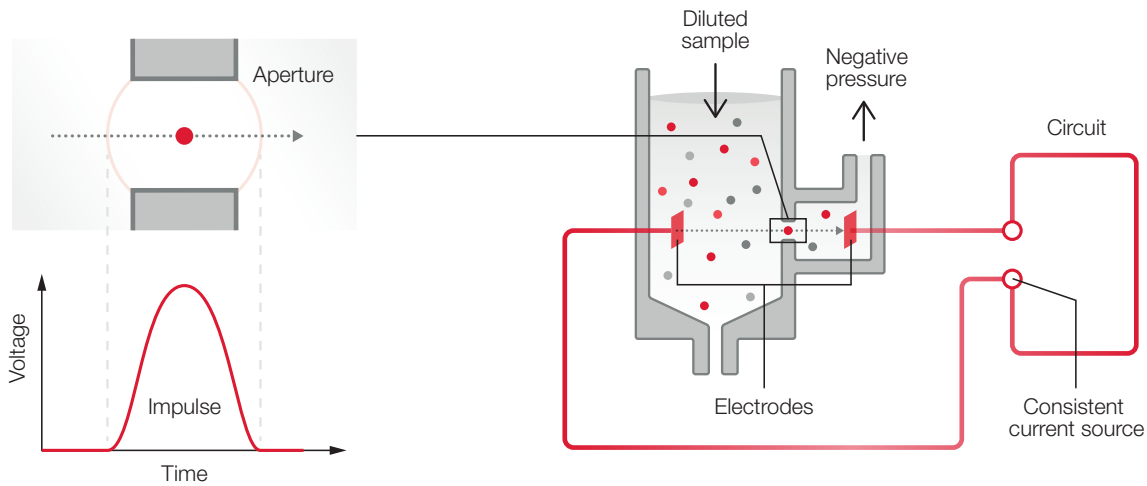 Aperture
Voltage
Impulse
Time
Diluted
sample
Negative
pressure
Circuit
Electrodes
Consistent
current source